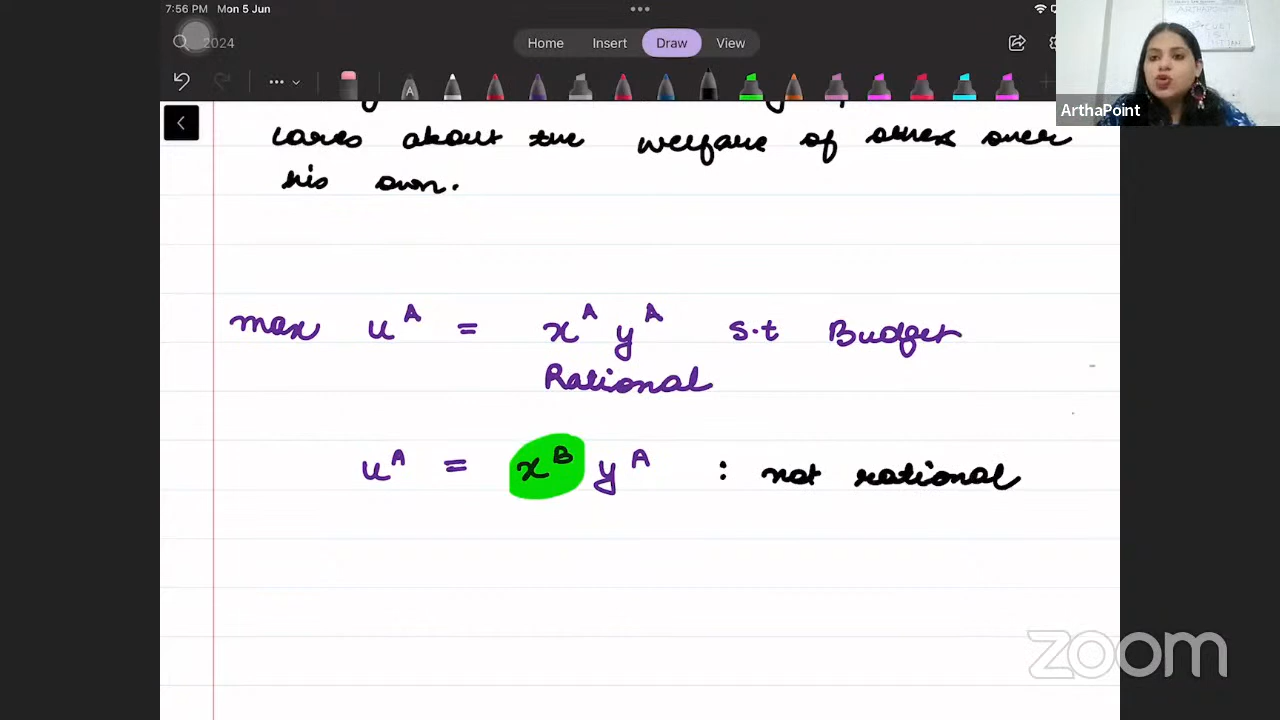 7:56 PM Mon 5 Jun
2024
Home Insert Draw View
ArthaPoint
cares about the welfare of others over
his own.
max u^A = x^A y^A s.t Budget
Rational
u^A = x^B y^A : not rational
zoom